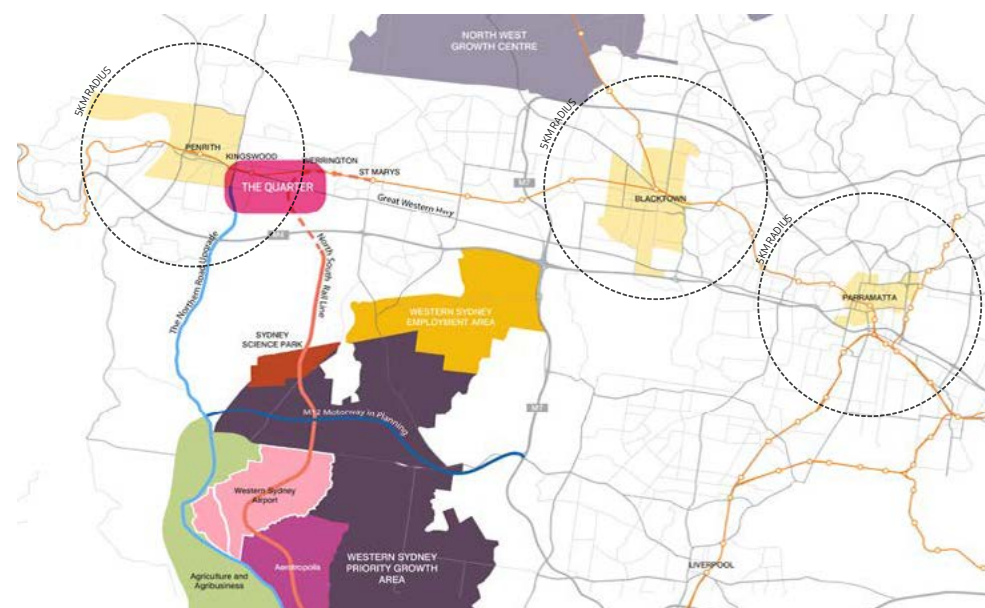 NORTH WEST
GROWTH CENTRE
5KM RADIUS
5KM RADIUS
PENRITH
KINGSWOOD
WERRINGTON
ST MARYS
THE QUARTER
M7
Great Western Hwy
BLACKTOWN
5KM RADIUS
M4
The Northern Road Upgrade
North South Rail Line
PARRAMATTA
WESTERN SYDNEY
EMPLOYMENT AREA
SYDNEY
SCIENCE PARK
M7
M12 Motorway in Planning
Western Sydney
Airport
Agriculture and
Agribusiness
Aerotropolis
WESTERN SYDNEY
PRIORITY GROWTH
AREA
LIVERPOOL